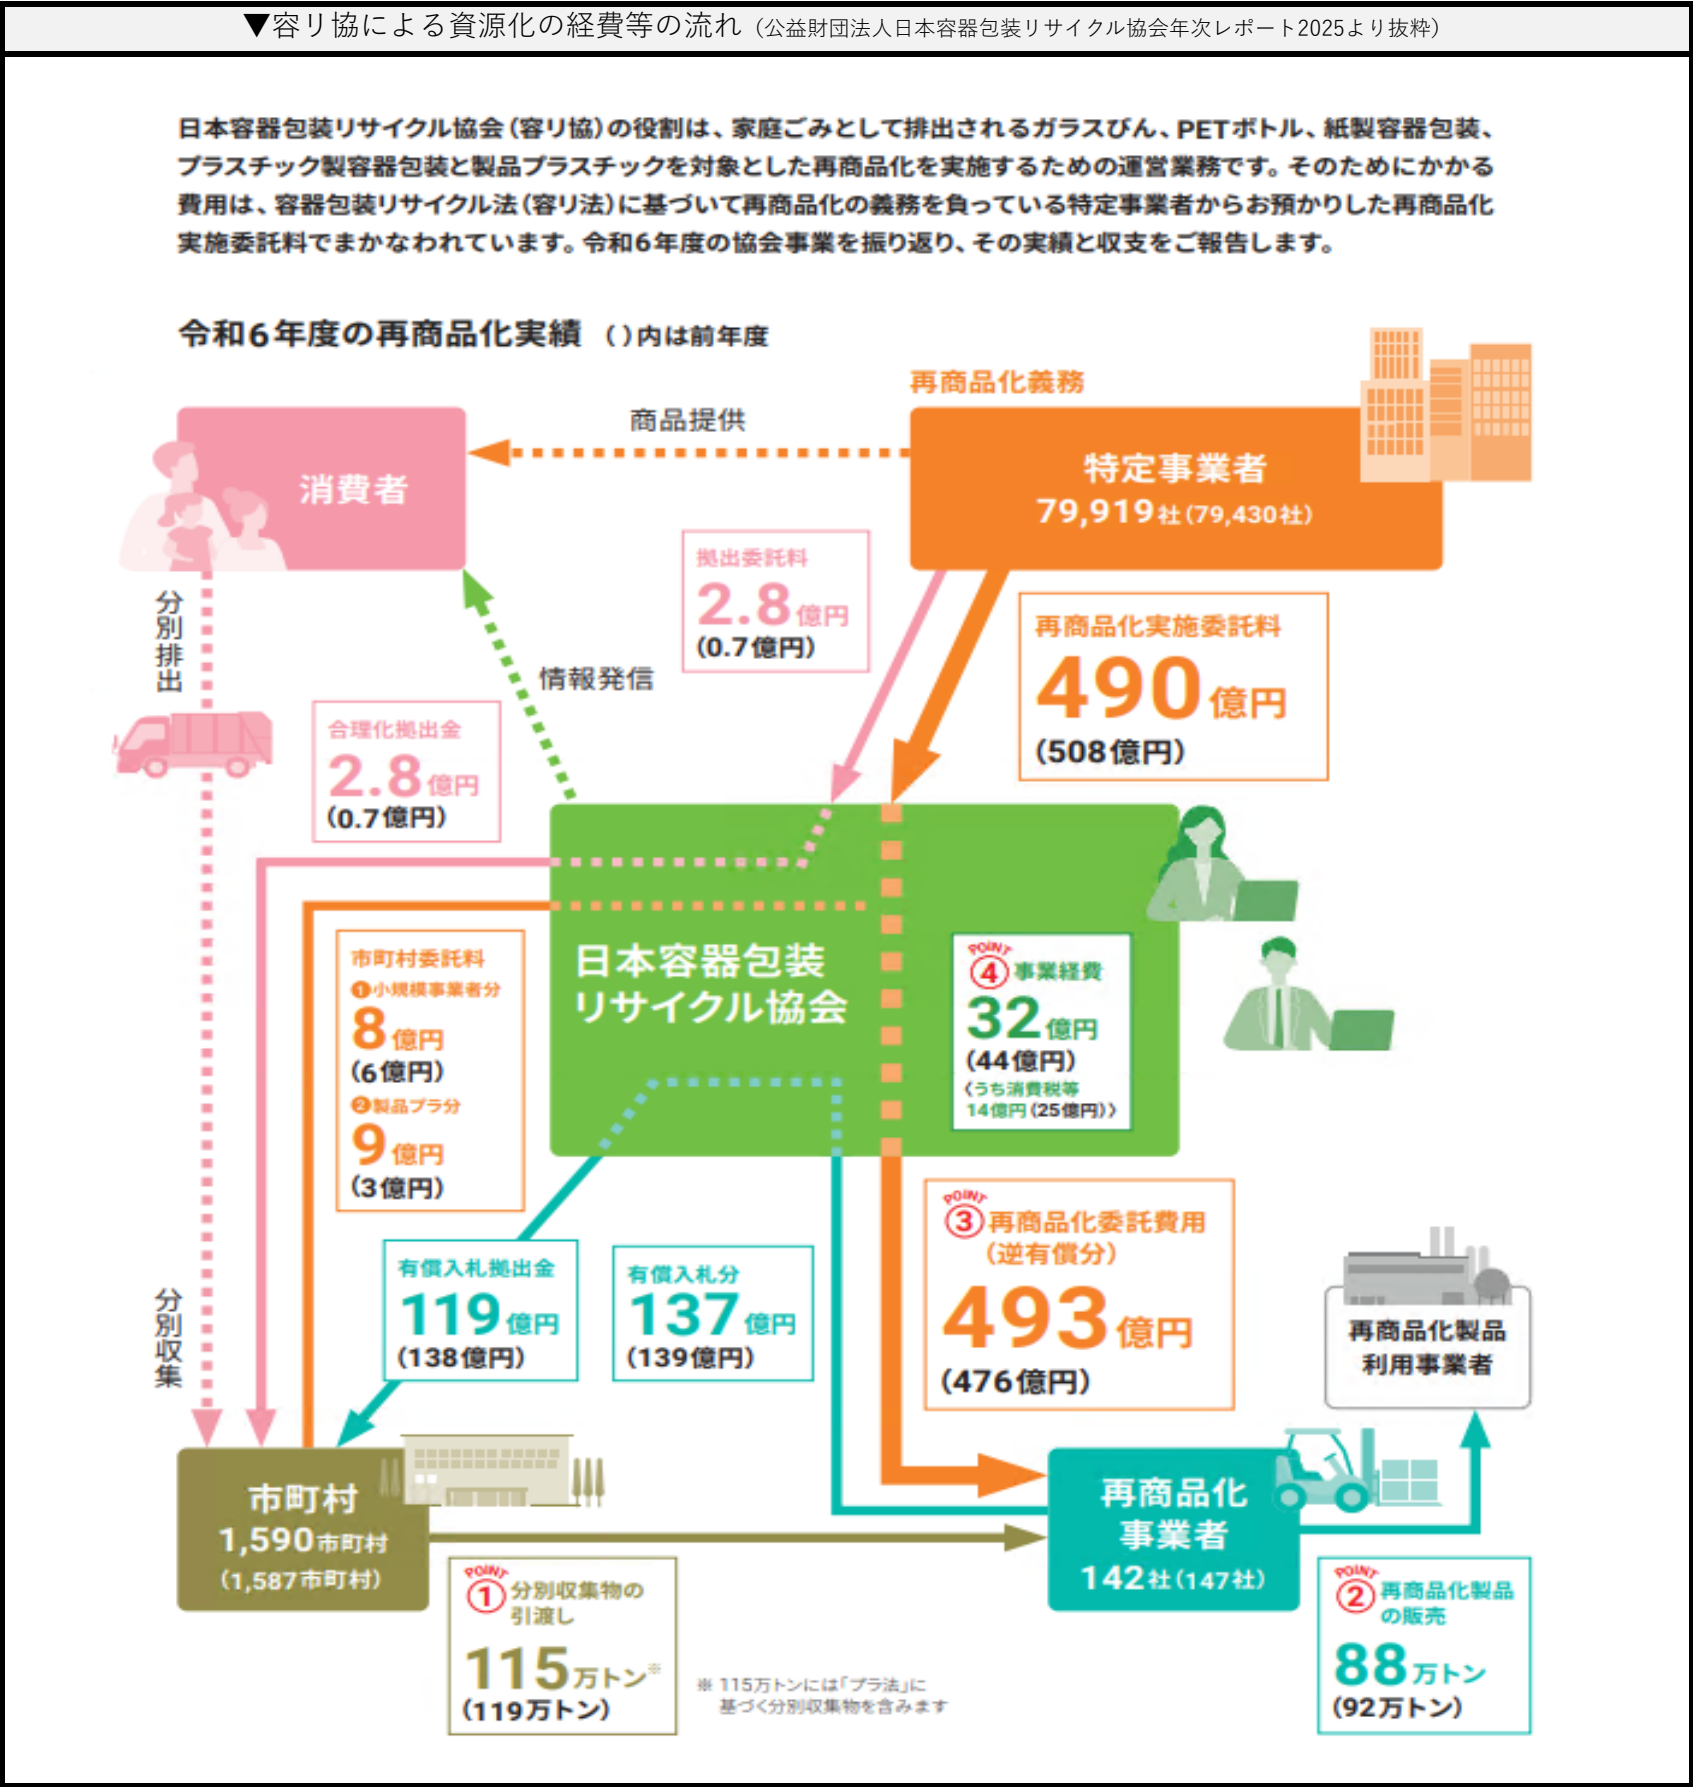 ▼容リ協による資源化の経費等の流れ（公益財団法人日本容器包装リサイクル協会年次レポート2025より抜粋）
日本容器包装リサイクル協会（容リ協）の役割は、家庭ごみとして排出されるガラスびん、PETボトル、紙製容器包装、
プラスチック製容器包装と製品プラスチックを対象とした再商品化を実施するための運営業務です。そのためにかかる
費用は、容器包装リサイクル法（容リ法）に基づいて再商品化の義務を負っている特定事業者からお預かりした再商品化
実施委託料でまかなわれています。令和6年度の協会事業を振り返り、その実績と収支をご報告します。
令和6年度の再商品化実績 （ ）内は前年度
再商品化義務
商品提供
消費者
特定事業者
79,919社（79,430社）
拠出委託料
2.8億円
（0.7億円）
分別排出
再商品化実施委託料
490億円
（508億円）
情報発信
合理化拠出金
2.8億円
（0.7億円）
日本容器包装
リサイクル協会
POINT
④事業経費
32億円
（44億円）
〈うち消費税等
14億円（25億円）〉
市町村委託料
❶小規模事業者分
8億円
（6億円）
❷製品プラ分
9億円
（3億円）
POINT
③再商品化委託費用
（逆有償分）
493億円
（476億円）
有償入札拠出金
119億円
（138億円）
有償入札分
137億円
（139億円）
分別収集
再商品化製品
利用事業者
市町村
1,590市町村
（1,587市町村）
再商品化
事業者
142社（147社）
POINT
①分別収集物の
引渡し
115万トン※
（119万トン）
※ 115万トンには「プラ法」に
基づく分別収集物を含みます
POINT
②再商品化製品
の販売
88万トン
（92万トン）